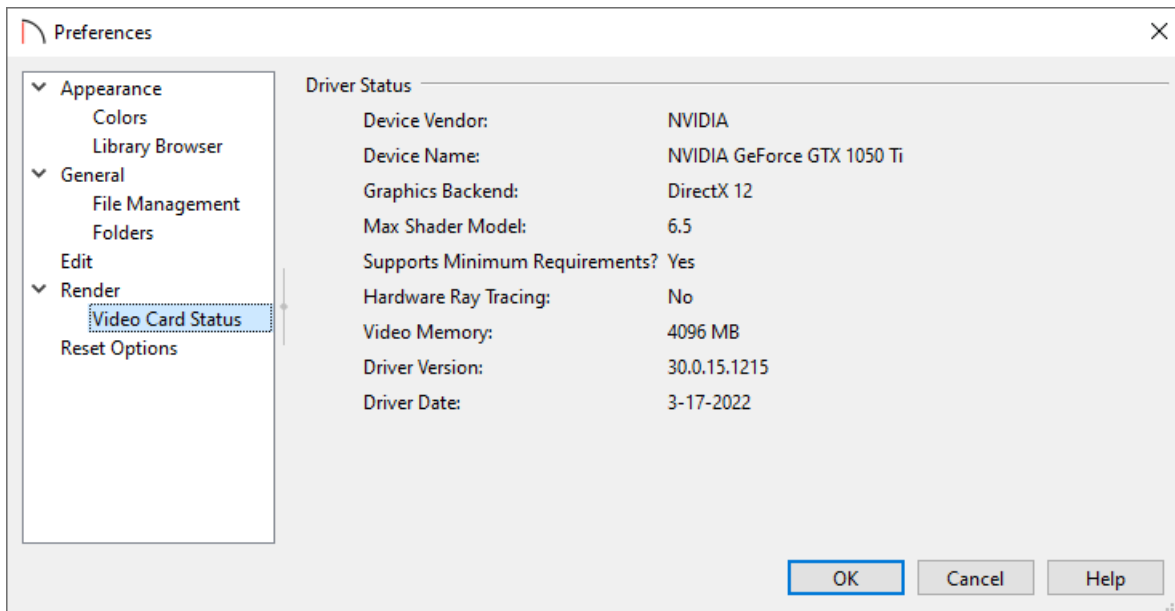 Preferences
Appearance
Colors
Library Browser
General
File Management
Folders
Edit
Render
Video Card Status
Reset Options
Driver Status
Device Vendor: NVIDIA
Device Name: NVIDIA GeForce GTX 1050 Ti
Graphics Backend: DirectX 12
Max Shader Model: 6.5
Supports Minimum Requirements? Yes
Hardware Ray Tracing: No
Video Memory: 4096 MB
Driver Version: 30.0.15.1215
Driver Date: 3-17-2022
OK Cancel Help